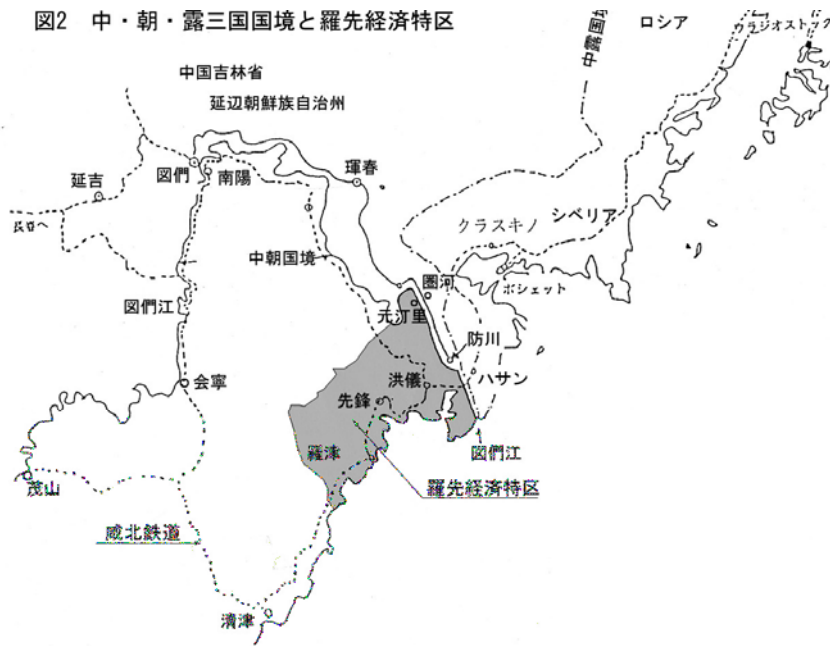 図2 中・朝・露三国国境と羅先経済特区
ロシア
ウラジオストック
中露国境
中国吉林省
延辺朝鮮族自治州
図們
南陽
琿春
延吉
長春へ
クラスキノ
シベリア
中朝国境
圏河
ポシェット
図們江
元汀里
防川
会寧
洪儀
ハサン
先鋒
羅津
図們江
茂山
羅先経済特区
咸北鉄道
清津